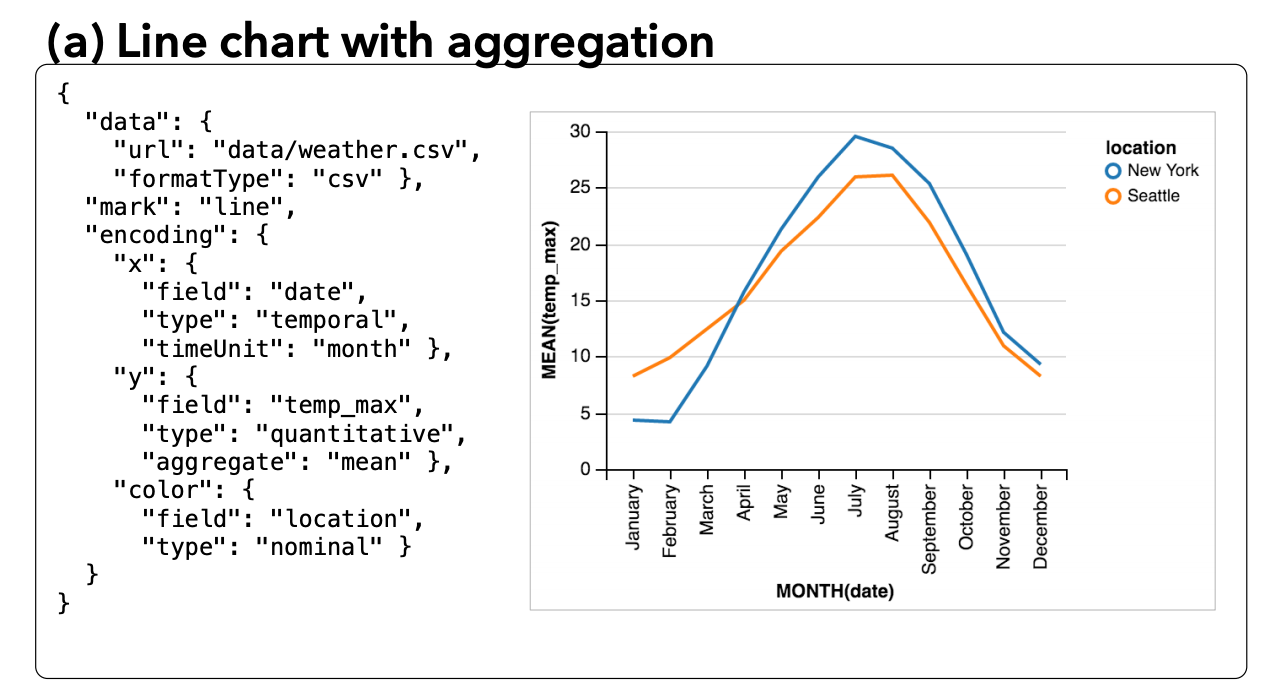 (a) Line chart with aggregation
{
"data": {
"url": "data/weather.csv",
"formatType": "csv" },
"mark": "line",
"encoding": {
"x": {
"field": "date",
"type": "temporal",
"timeUnit": "month" },
"y": {
"field": "temp_max",
"type": "quantitative",
"aggregate": "mean" },
"color": {
"field": "location",
"type": "nominal" }
}
}
MEAN(temp_max)
30
25
20
15
10
5
0
January
February
March
April
May
June
July
August
September
October
November
December
MONTH(date)
location
New York
Seattle